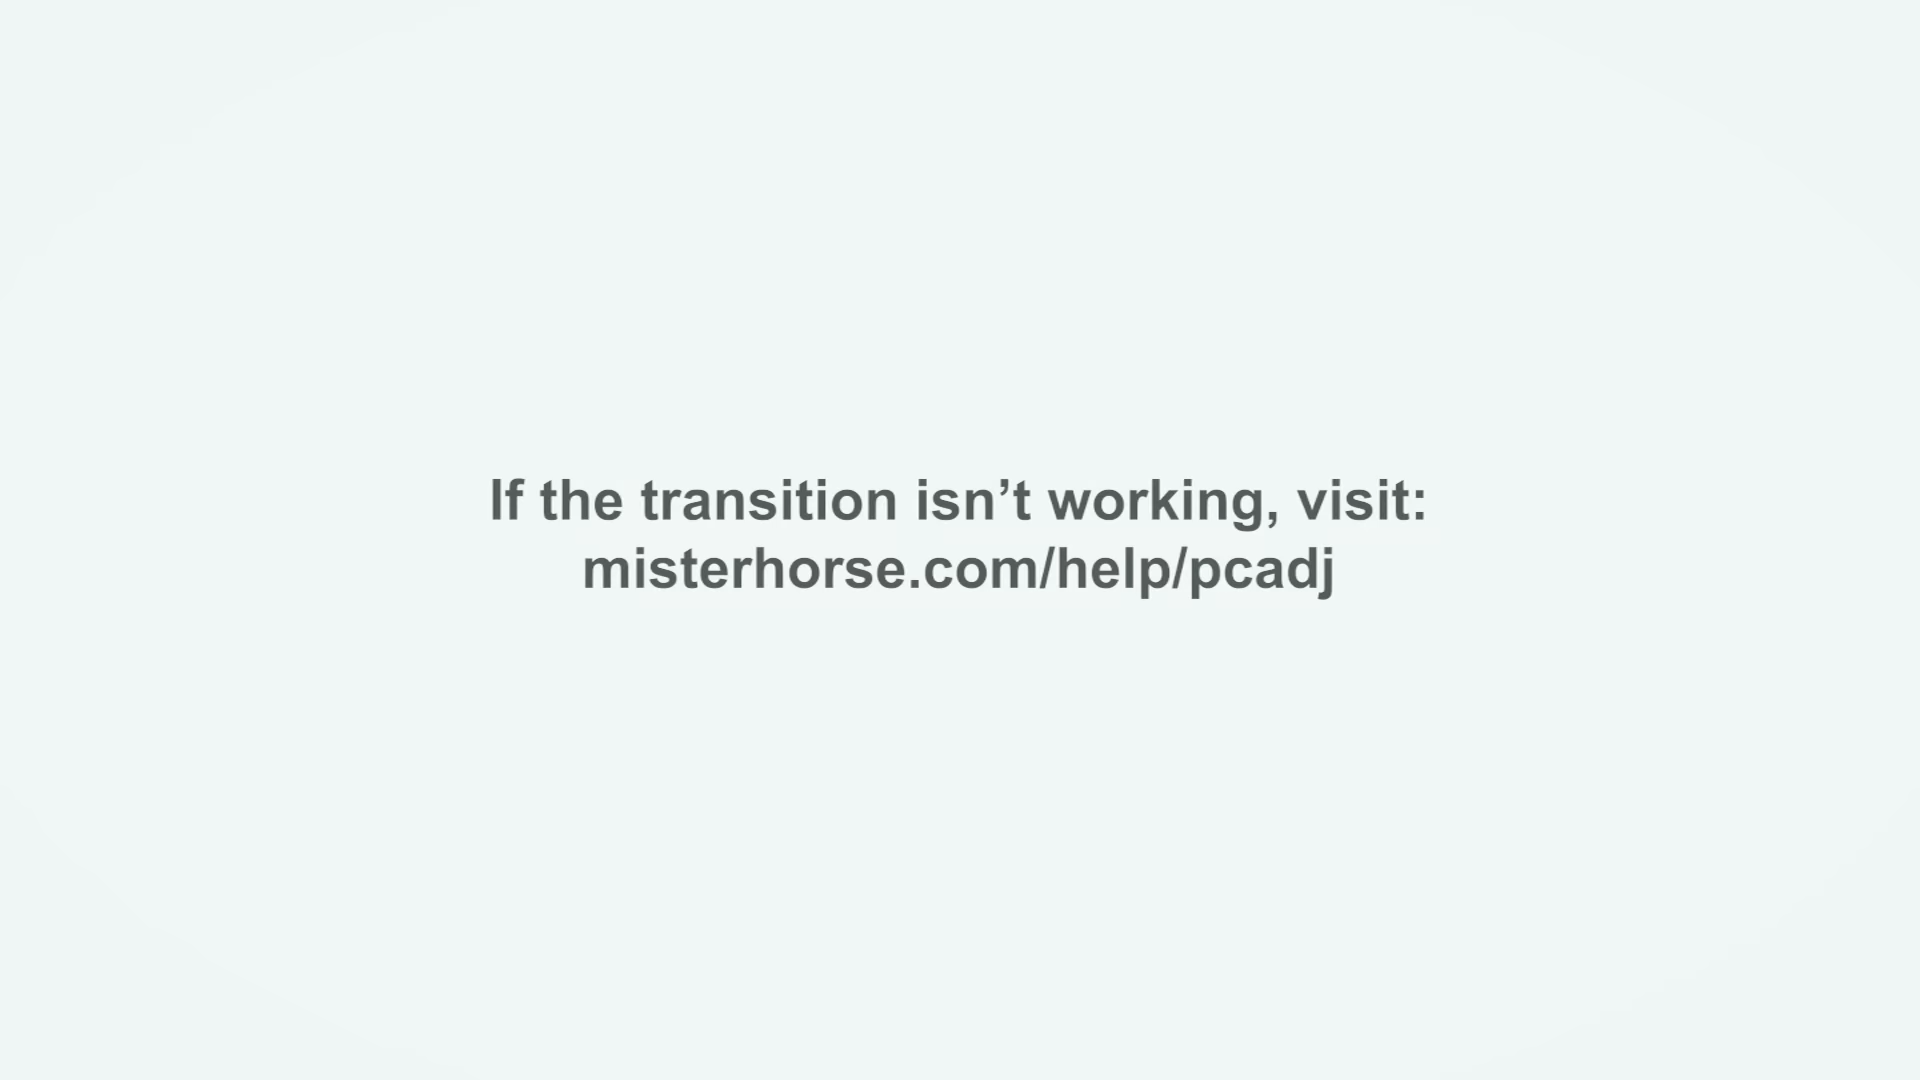 If the transition isn’t working, visit:
misterhorse.com/help/pcadj